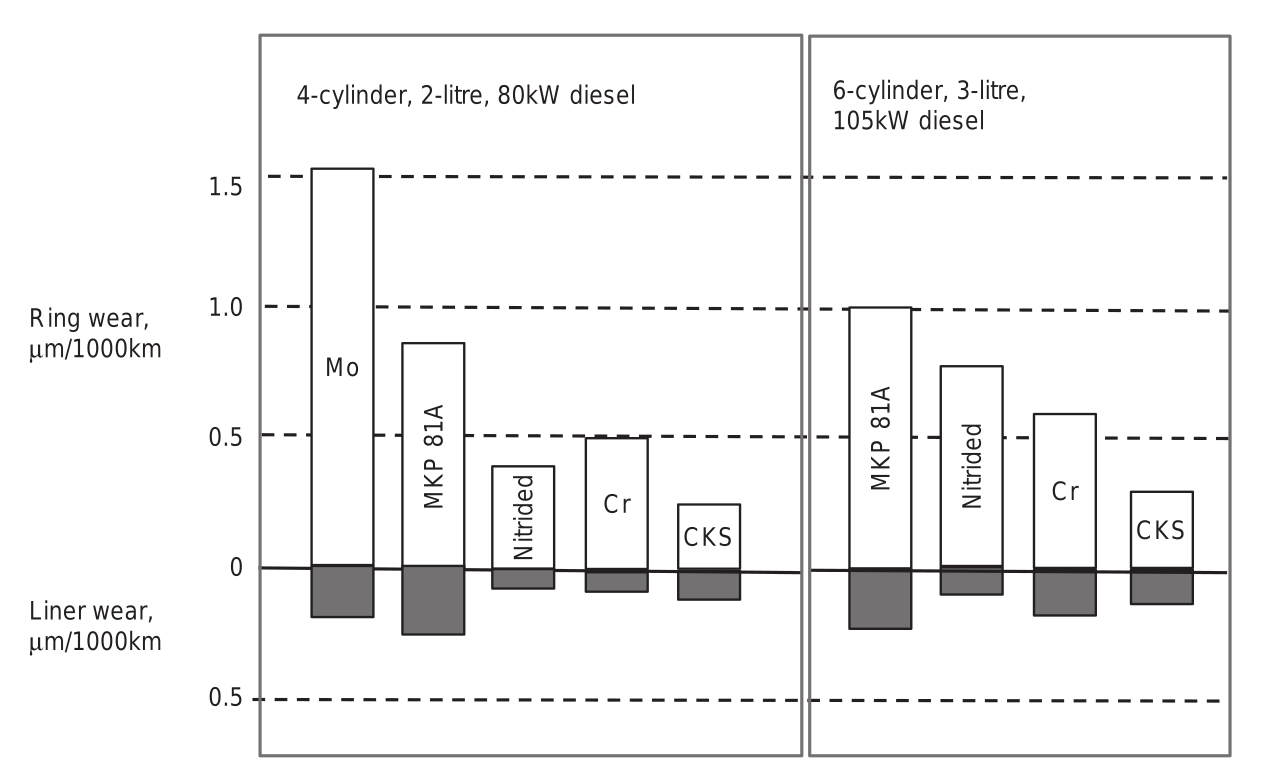 4-cylinder, 2-litre, 80kW diesel
6-cylinder, 3-litre,
105kW diesel
1.5
1.0
Ring wear,
μm/1000km
0.5
0
Liner wear,
μm/1000km
0.5
Mo
MKP 81A
Nitrided
Cr
CKS
MKP 81A
Nitrided
Cr
CKS